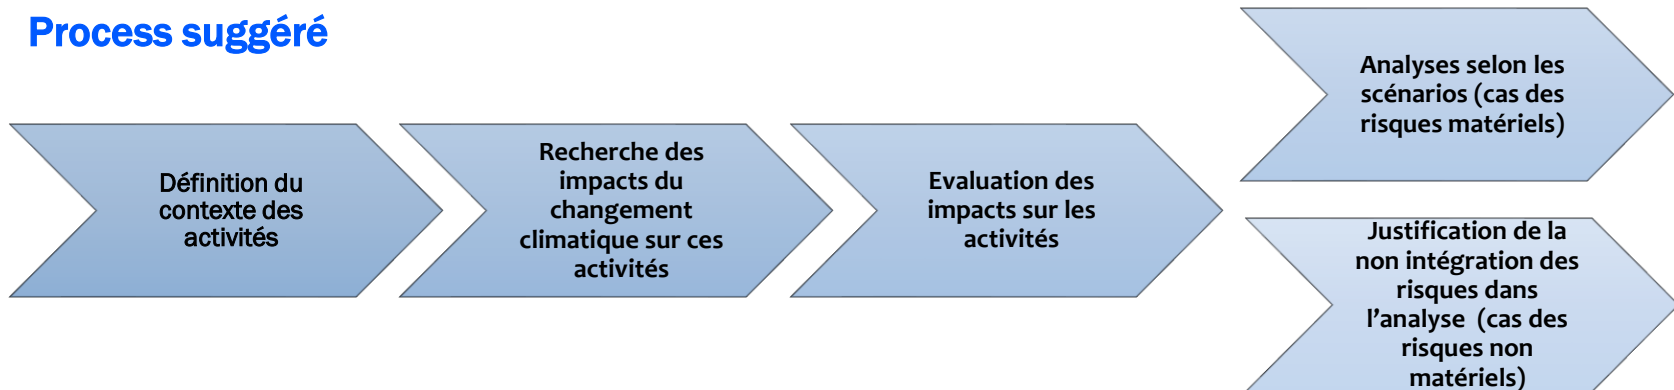 Process suggéré
Définition du
contexte des
activités
Recherche des
impacts du
changement
climatique sur ces
activités
Evaluation des
impacts sur les
activités
Analyses selon les
scénarios (cas des
risques matériels)
Justification de la
non intégration des
risques dans
l’analyse  (cas des
risques non
matériels)